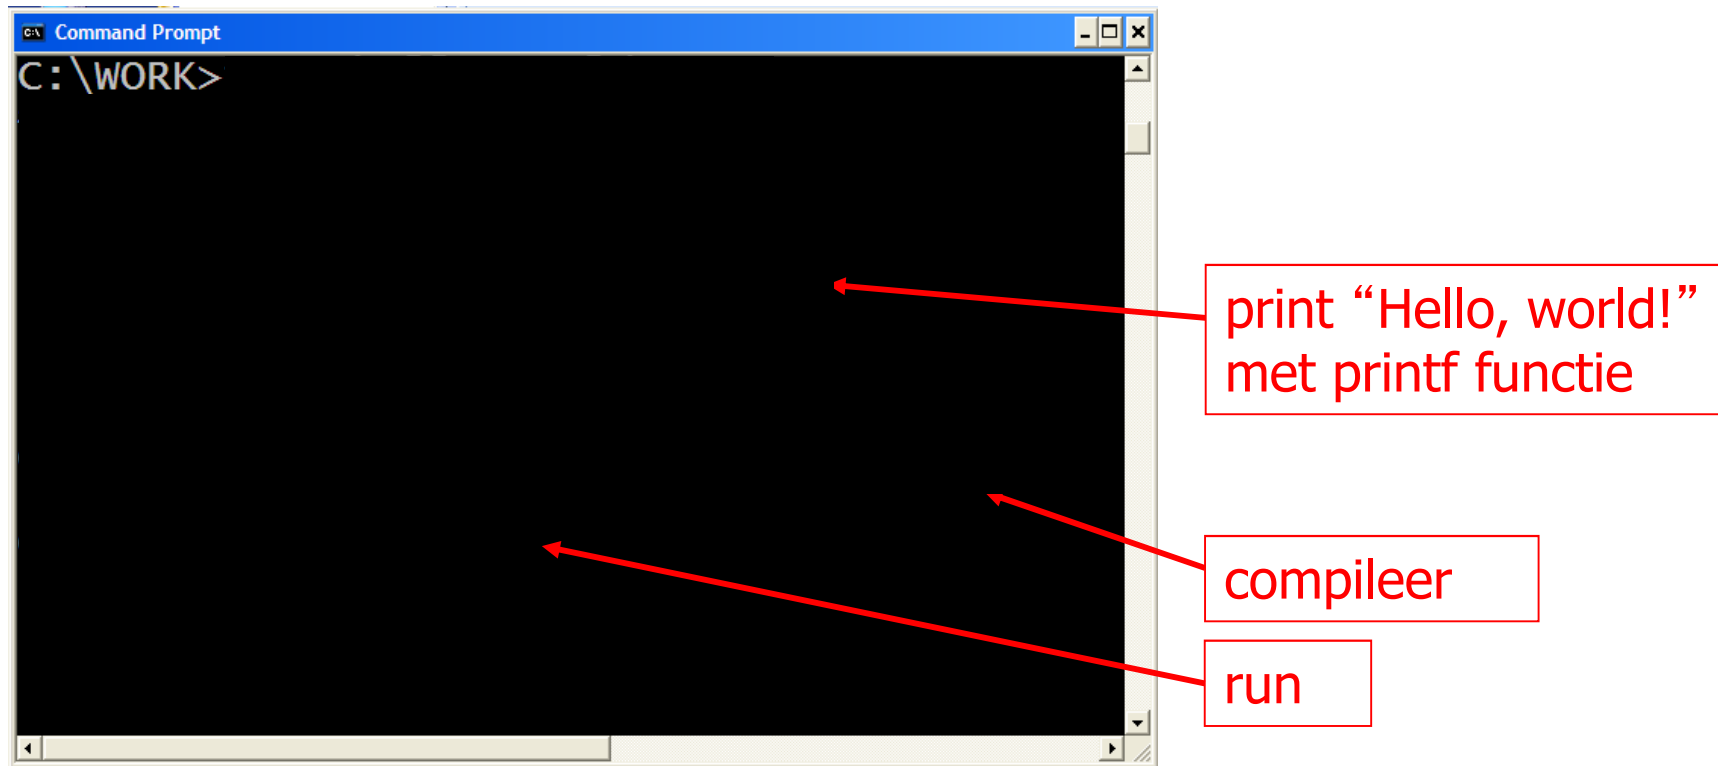 Command Prompt
C:\WORK>
print “Hello, world!”
met printf functie
compileer
run